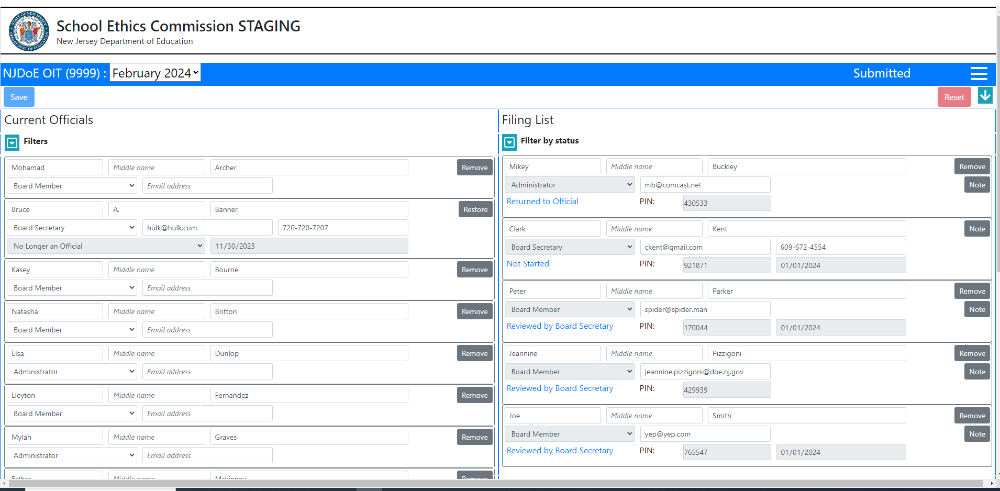 School Ethics Commission STAGING
New Jersey Department of Education
NJDoE OIT (9999) : February 2024
Submitted
Save
Reset
Current Officials
Filters
Mohamad Middle name Archer Remove
Board Member Email address
Bruce A. Banner Restore
Board Secretary hulk@hulk.com 720-720-7207
No Longer an Official 11/30/2023
Kasey Middle name Bourne Remove
Board Member Email address
Natasha Middle name Britton Remove
Board Member Email address
Elsa Middle name Dunlop Remove
Administrator Email address
Lleyton Middle name Fernandez Remove
Board Member Email address
Mylah Middle name Graves Remove
Administrator Email address
Esther Middle name Mckinney Remove
Filing List
Filter by status
Mikey Middle name Buckley Remove
Administrator mb@comcast.net Note
Returned to Official PIN: 430533
Clark Middle name Kent Note
Board Secretary ckent@gmail.com 609-672-4554
Not Started PIN: 921871 01/01/2024
Peter Middle name Parker Remove
Board Member spider@spider.man Note
Reviewed by Board Secretary PIN: 170044 01/01/2024
Jeannine Middle name Pizzigoni Remove
Board Member jeannine.pizzigoni@doe.nj.gov Note
Reviewed by Board Secretary PIN: 429939
Joe Middle name Smith Remove
Board Member yep@yep.com Note
Reviewed by Board Secretary PIN: 765547 01/01/2024